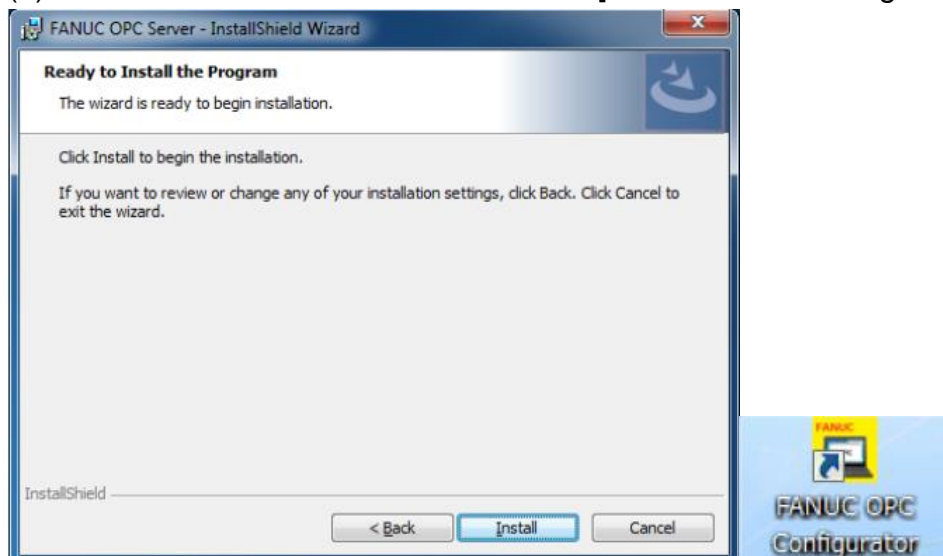 FANUC OPC Server - InstallShield Wizard
Ready to Install the Program
The wizard is ready to begin installation.
Click Install to begin the installation.
If you want to review or change any of your installation settings, click Back. Click Cancel to
exit the wizard.
InstallShield
< Back
Install
Cancel
FANUC
FANUC OPC
Configurator